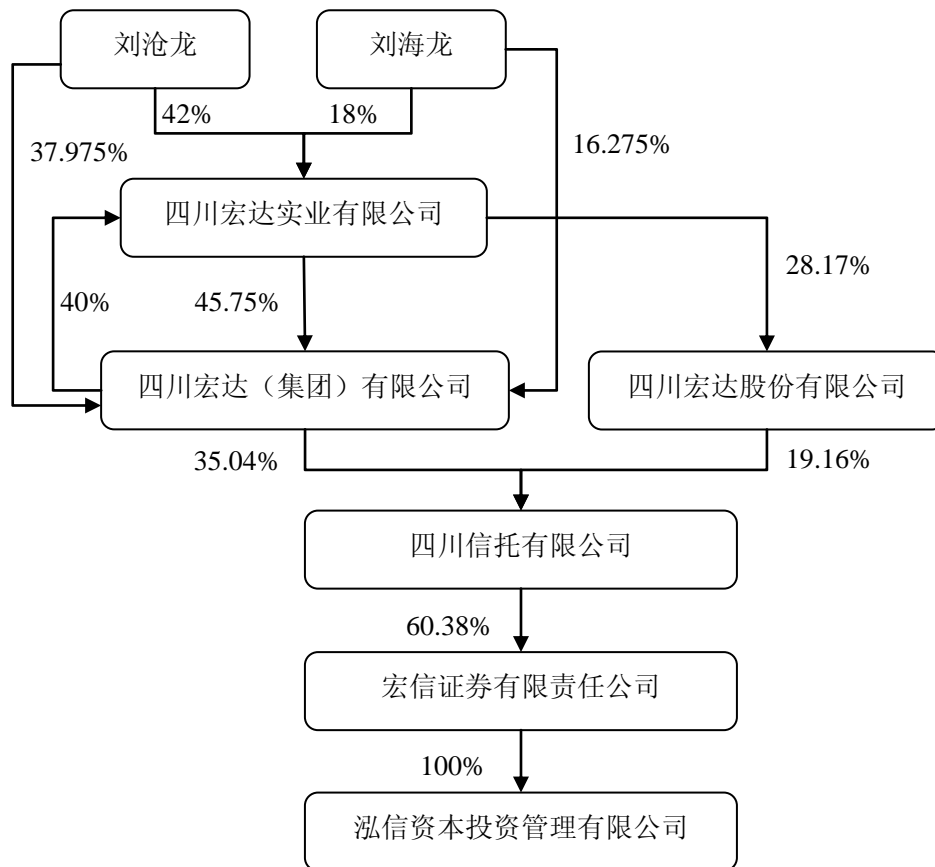 刘沧龙
刘海龙
42%
18%
37.975%
16.275%
四川宏达实业有限公司
28.17%
40%
45.75%
四川宏达（集团）有限公司
四川宏达股份有限公司
35.04%
19.16%
四川信托有限公司
60.38%
宏信证券有限责任公司
100%
泓信资本投资管理有限公司